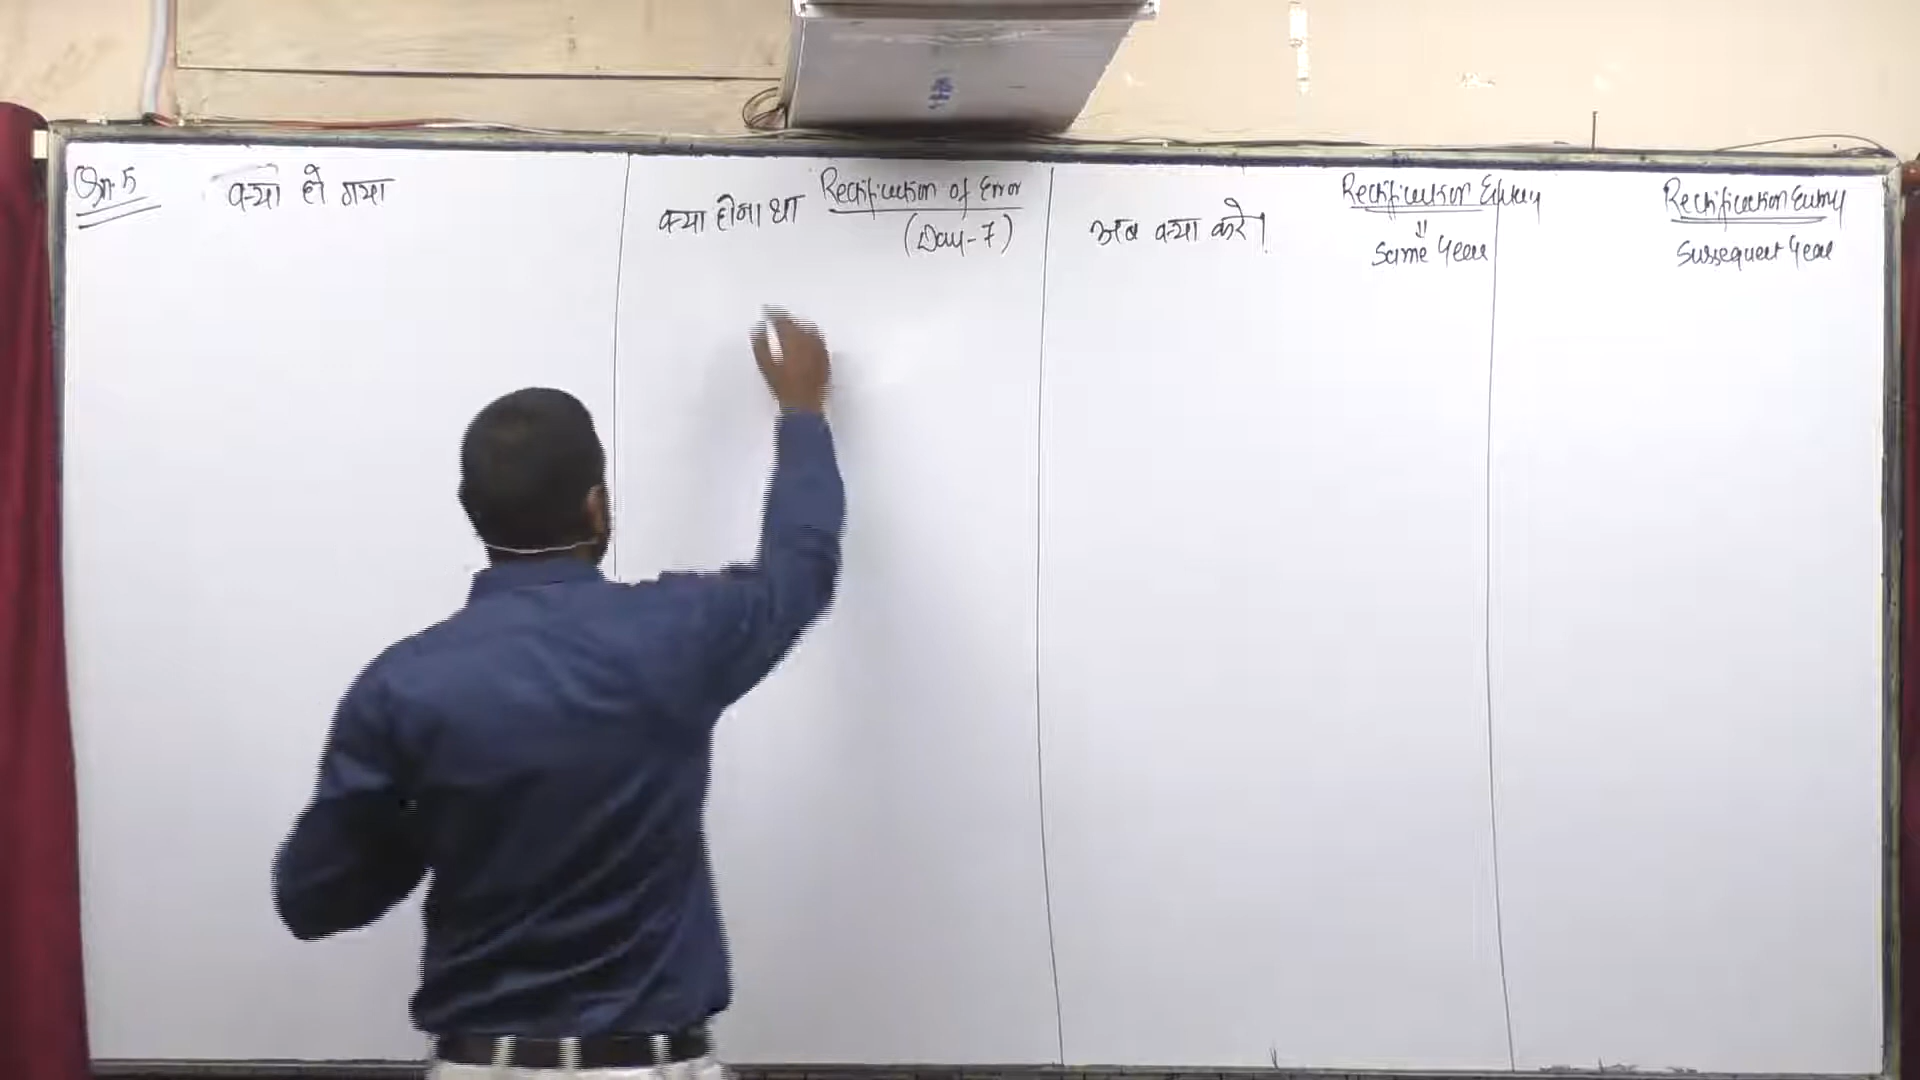 Qn. 5
क्या हो गया
क्या होना था
Rectification of Error
(Day-7)
अब क्या करे!
Rectification Entry
Same Year
Rectification Entry
Subsequent Year